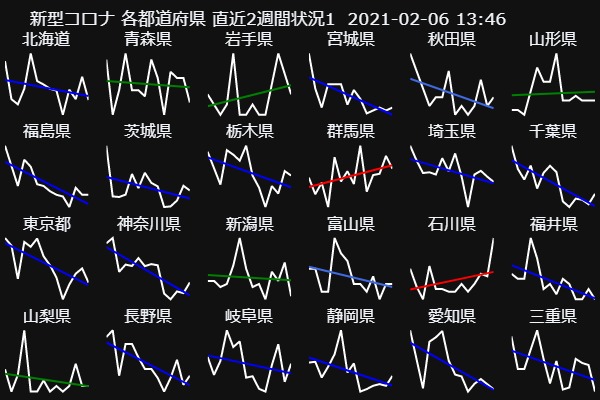 新型コロナ 各都道府県 直近2週間状況1 2021-02-06 13:46
北海道 青森県 岩手県 宮城県 秋田県 山形県
福島県 茨城県 栃木県 群馬県 埼玉県 千葉県
東京都 神奈川県 新潟県 富山県 石川県 福井県
山梨県 長野県 岐阜県 静岡県 愛知県 三重県